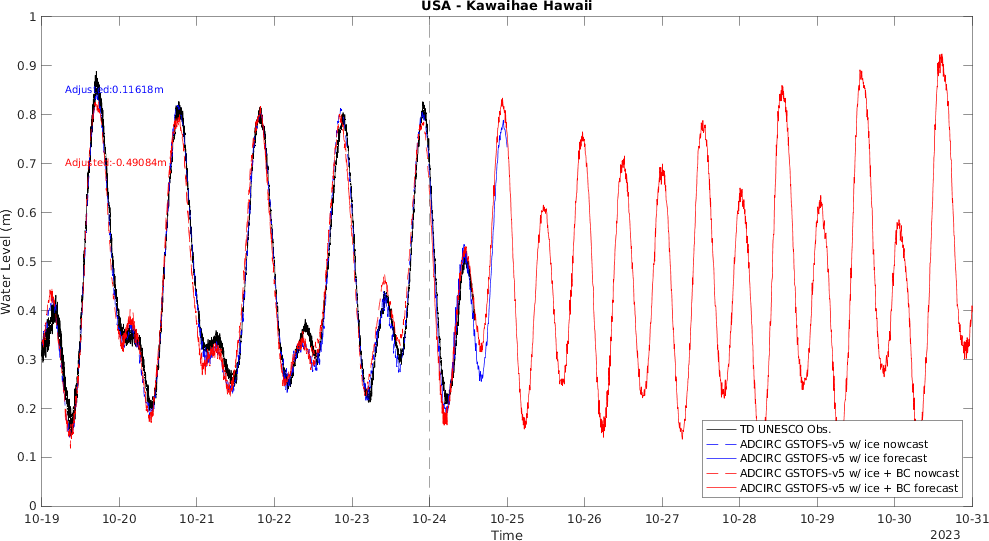 USA - Kawaihae Hawaii
1
0.9
0.8
0.7
0.6
0.5
0.4
0.3
0.2
0.1
0
Water Level (m)
Adjusted:0.11618m
Adjusted:-0.49084m
TD UNESCO Obs.
ADCIRC GSTOFS-v5 w/ ice nowcast
ADCIRC GSTOFS-v5 w/ ice forecast
ADCIRC GSTOFS-v5 w/ ice + BC nowcast
ADCIRC GSTOFS-v5 w/ ice + BC forecast
10-19 10-20 10-21 10-22 10-23 10-24 10-25 10-26 10-27 10-28 10-29 10-30 10-31
Time
2023